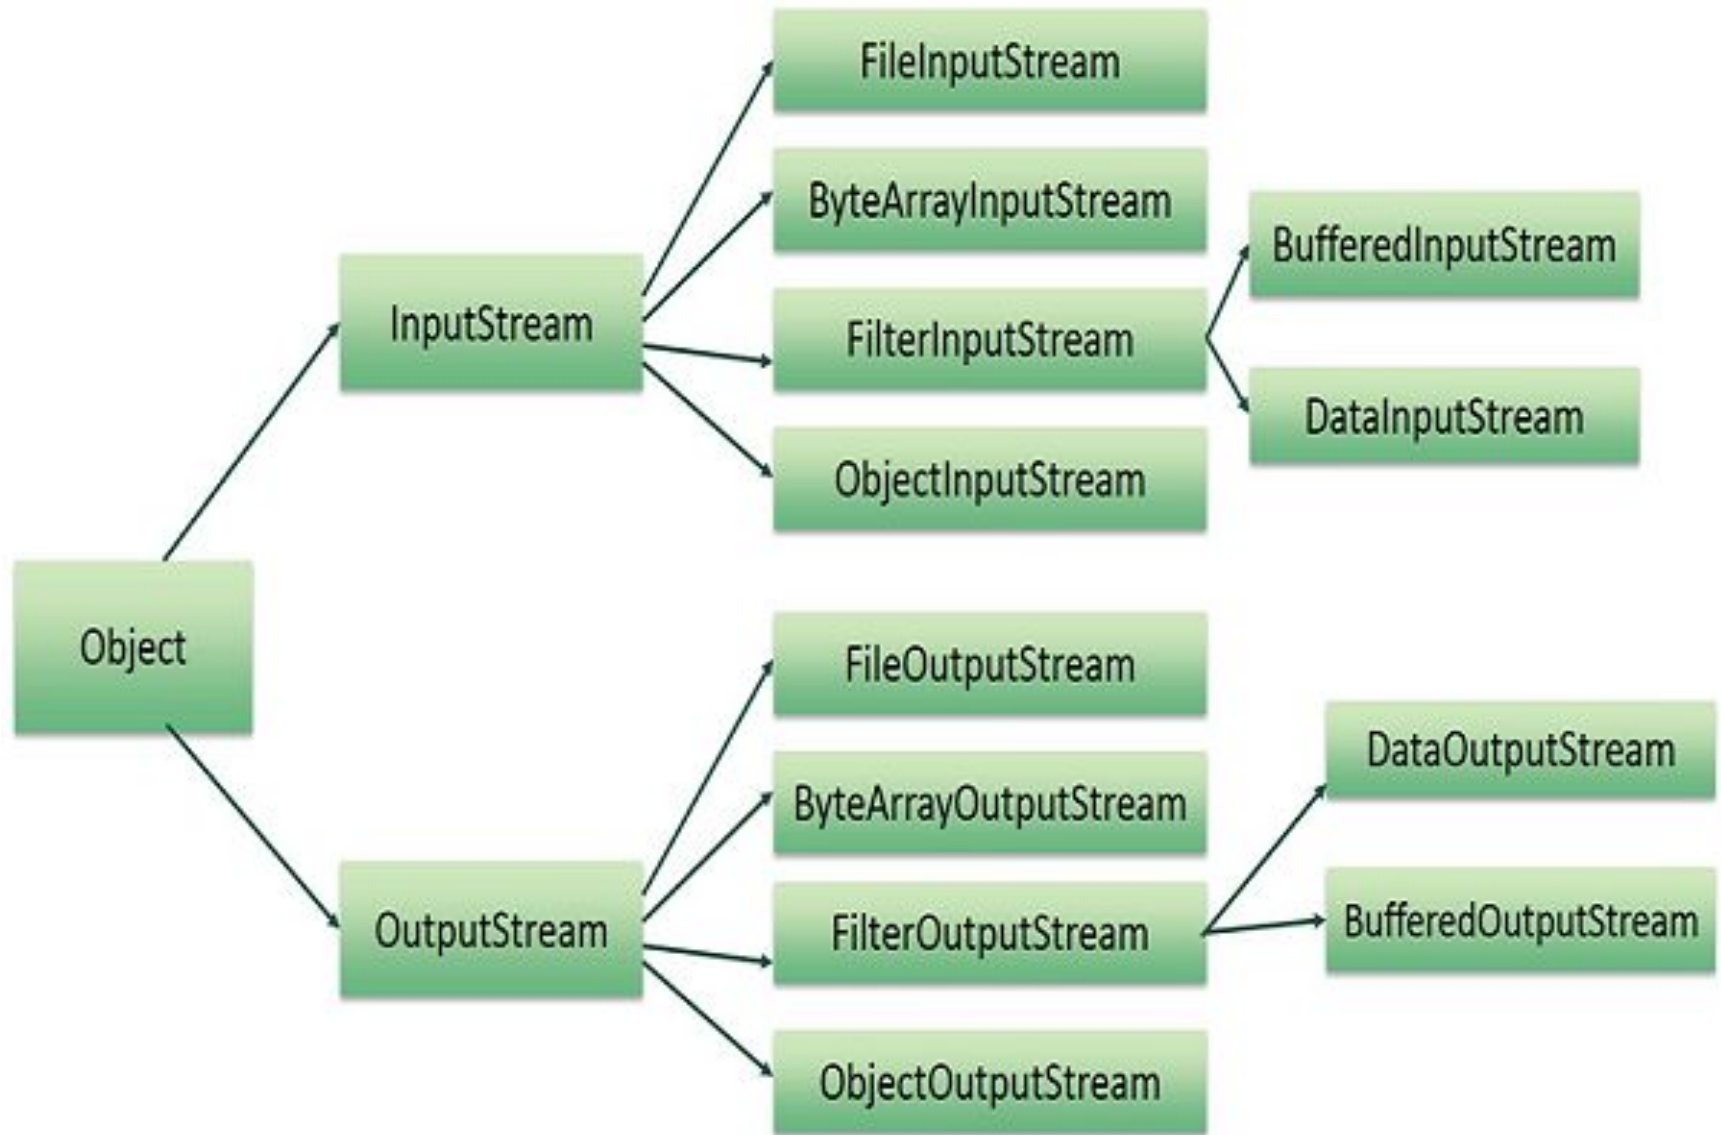 FileInputStream
ByteArrayInputStream
BufferedInputStream
InputStream
FilterInputStream
DataInputStream
ObjectInputStream
Object
FileOutputStream
DataOutputStream
ByteArrayOutputStream
OutputStream
FilterOutputStream
BufferedOutputStream
ObjectOutputStream